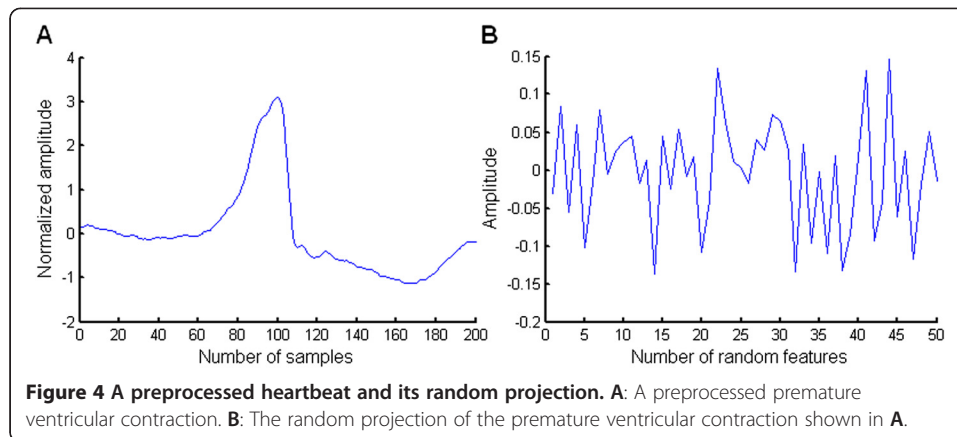 A
B
4
3
2
1
0
-1
-2
Normalized amplitude
0 20 40 60 80 100 120 140 160 180 200
Number of samples
0.15
0.1
0.05
0
-0.05
-0.1
-0.15
-0.2
Amplitude
0 5 10 15 20 25 30 35 40 45 50
Number of random features
Figure 4 A preprocessed heartbeat and its random projection. A: A preprocessed premature
ventricular contraction. B: The random projection of the premature ventricular contraction shown in A.